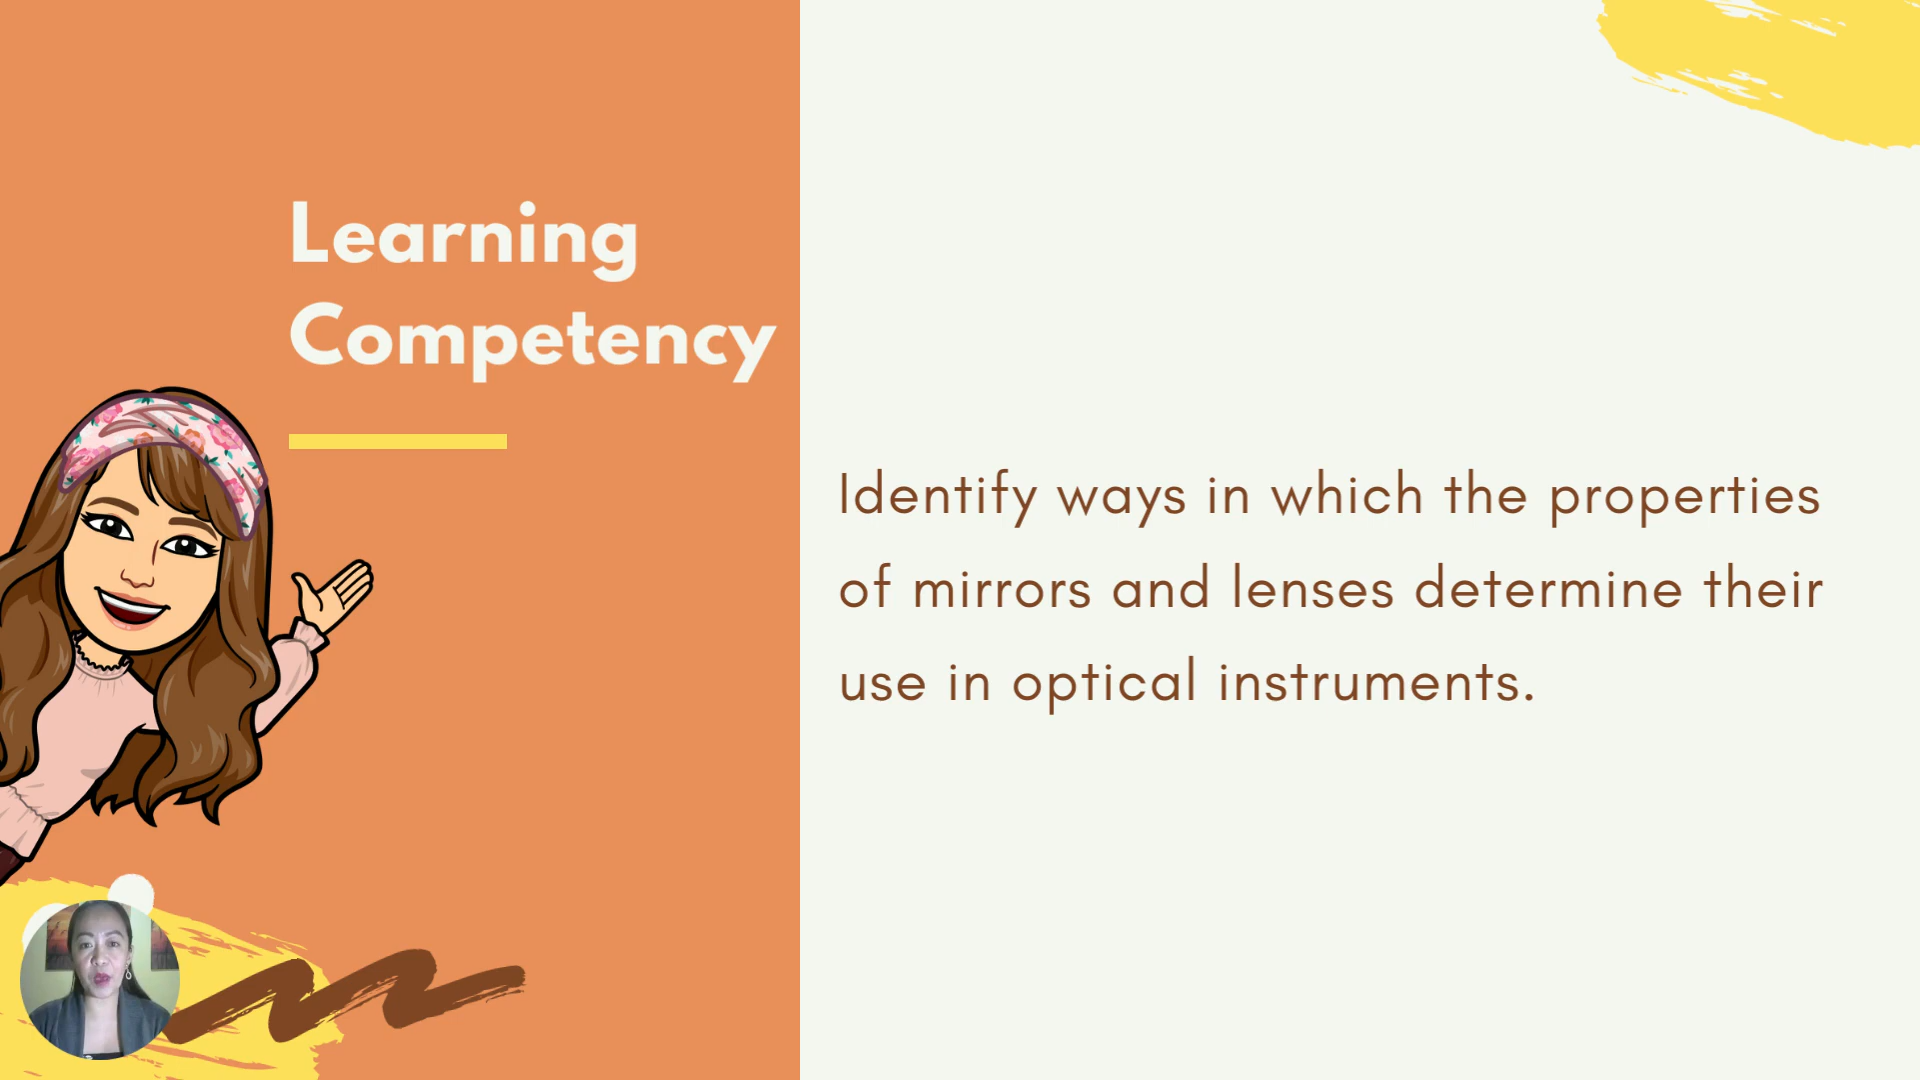 Learning
Competency
Identify ways in which the properties
of mirrors and lenses determine their
use in optical instruments.